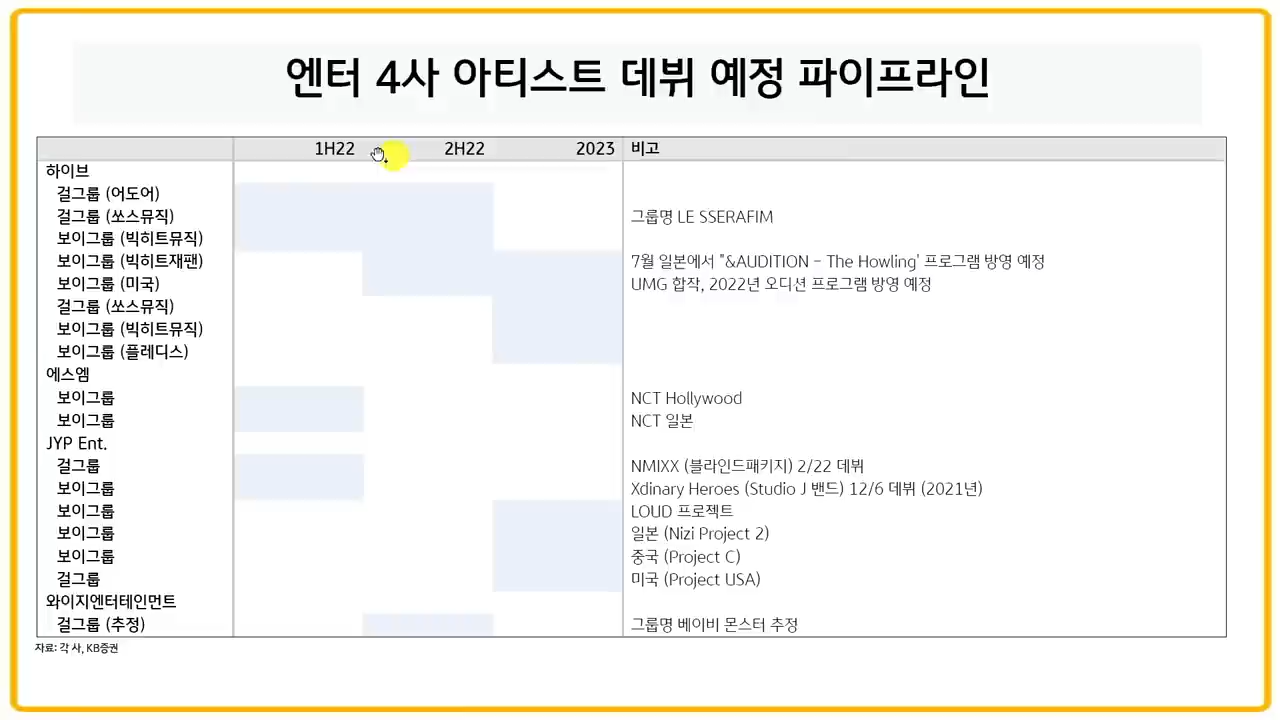 엔터 4사 아티스트 데뷔 예정 파이프라인
1H22 2H22 2023 비고
하이브
걸그룹 (어도어)
걸그룹 (쏘스뮤직) 그룹명 LE SSERAFIM
보이그룹 (빅히트뮤직)
보이그룹 (빅히트재팬) 7월 일본에서 "&AUDITION - The Howling' 프로그램 방영 예정
보이그룹 (미국) UMG 합작, 2022년 오디션 프로그램 방영 예정
걸그룹 (쏘스뮤직)
보이그룹 (빅히트뮤직)
보이그룹 (플레디스)
에스엠
보이그룹 NCT Hollywood
보이그룹 NCT 일본
JYP Ent.
걸그룹 NMIXX (블라인드패키지) 2/22 데뷔
보이그룹 Xdinary Heroes (Studio J 밴드) 12/6 데뷔 (2021년)
보이그룹 LOUD 프로젝트
보이그룹 일본 (Nizi Project 2)
보이그룹 중국 (Project C)
걸그룹 미국 (Project USA)
와이지엔터테인먼트
걸그룹 (추정) 그룹명 베이비 몬스터 추정
자료: 각 사, KB증권